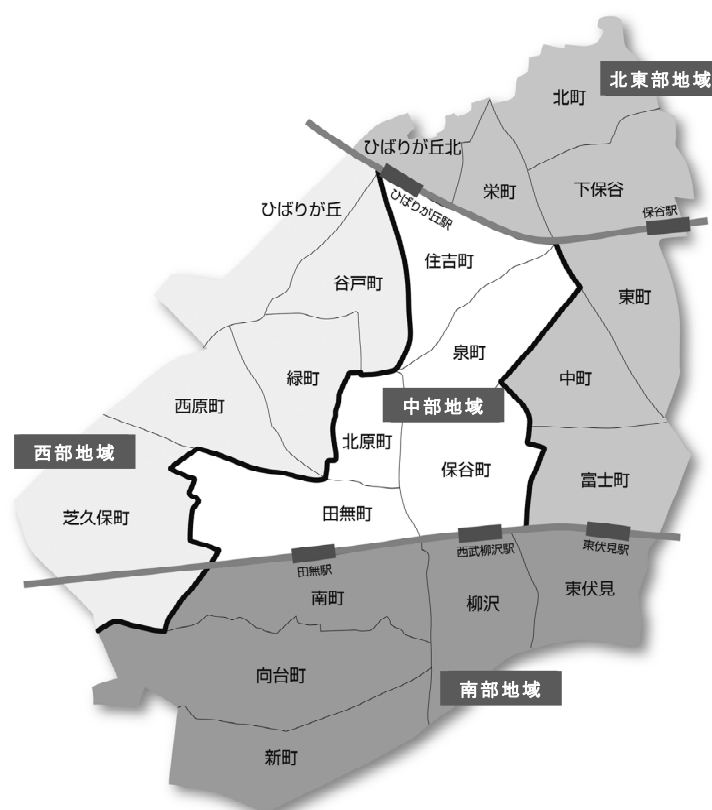 北東部地域
北町
ひばりが丘北
栄町
下保谷
ひばりが丘駅
保谷駅
ひばりが丘
住吉町
谷戸町
東町
泉町
中町
緑町
西原町
中部地域
北原町
西部地域
保谷町
富士町
田無町
芝久保町
田無駅
西武柳沢駅
東伏見駅
南町
柳沢
東伏見
向台町
南部地域
新町